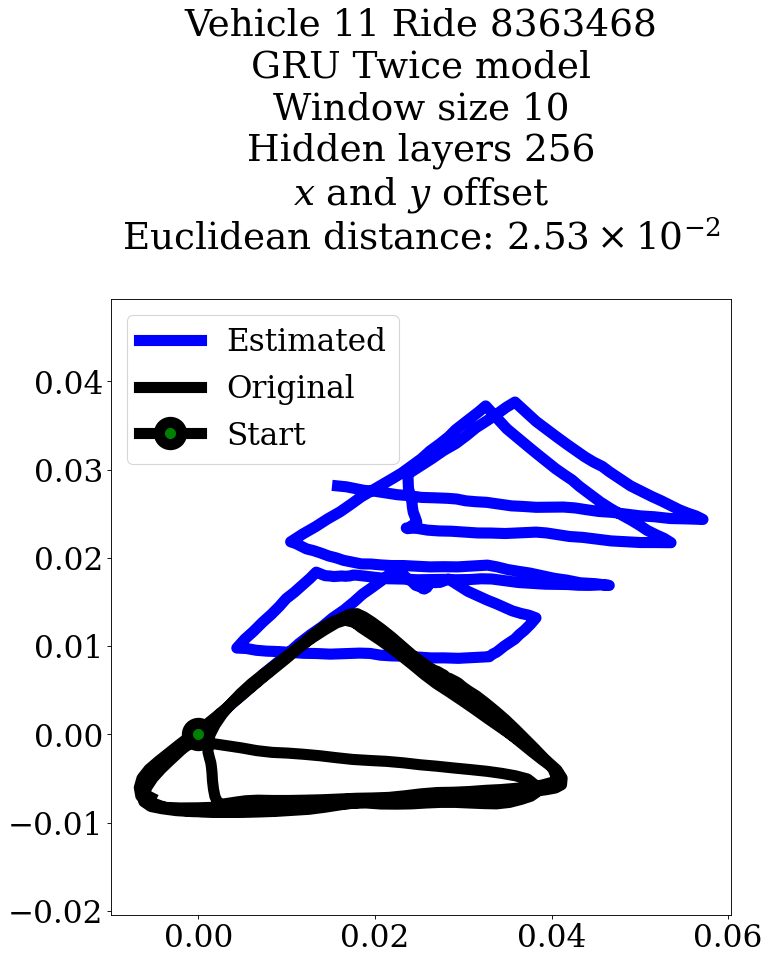 Vehicle 11 Ride 8363468
GRU Twice model
Window size 10
Hidden layers 256
x and y offset
Euclidean distance: 2.53 × 10⁻²
Estimated
Original
Start
0.04
0.03
0.02
0.01
0.00
−0.01
−0.02
0.00 0.02 0.04 0.06